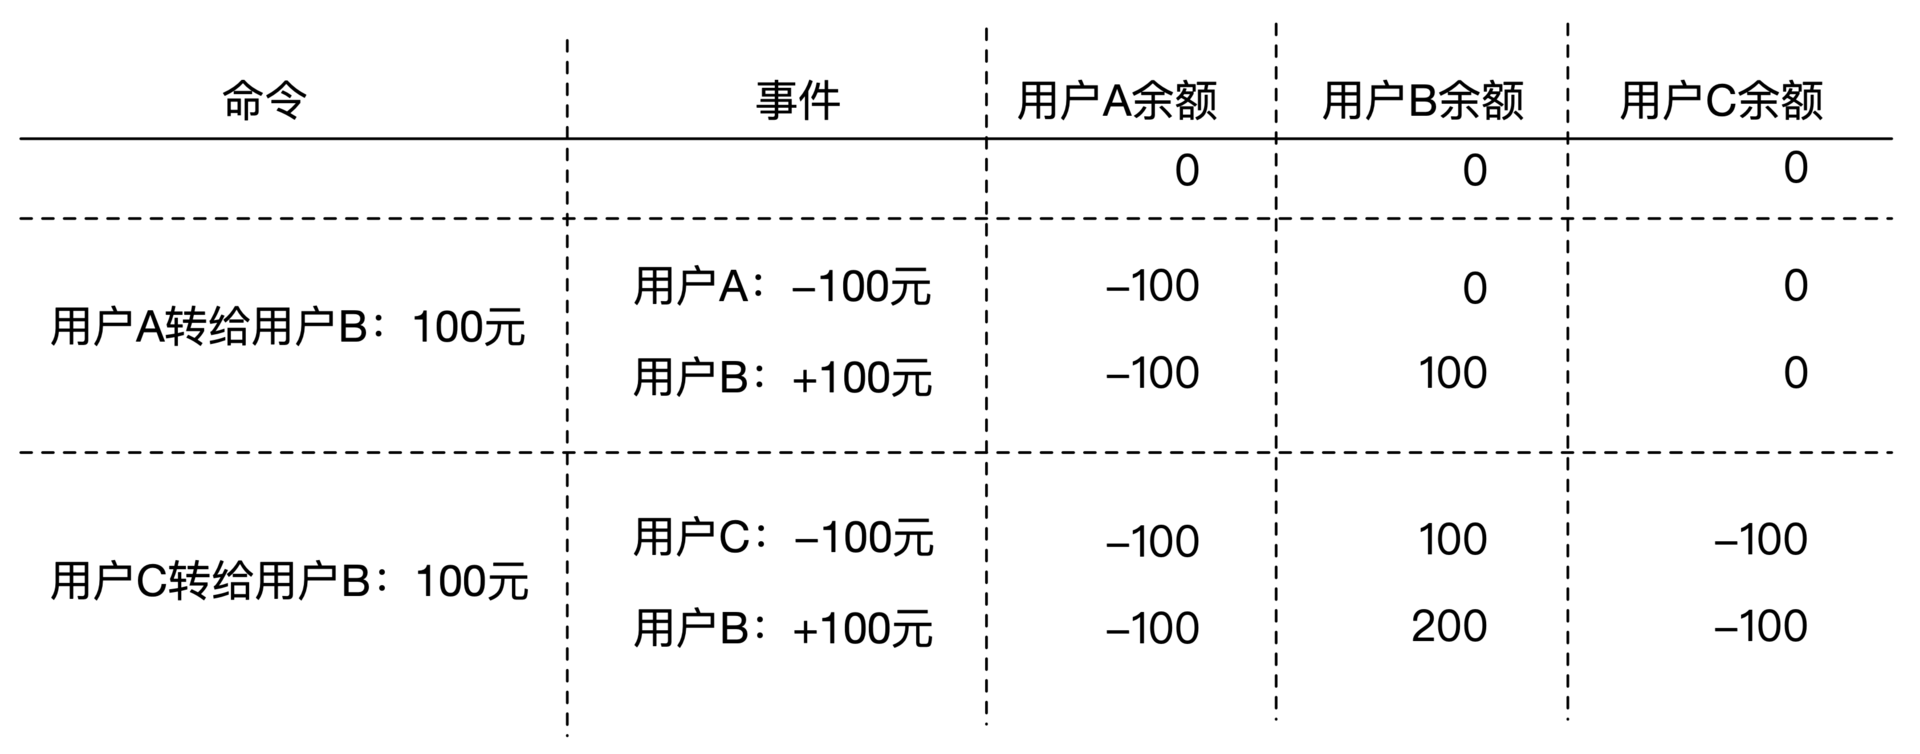 命令 事件 用户A余额 用户B余额 用户C余额
0 0 0
用户A:–100元 –100 0 0
用户A转给用户B:100元
用户B:+100元 –100 100 0
用户C:–100元 –100 100 –100
用户C转给用户B:100元
用户B:+100元 –100 200 –100